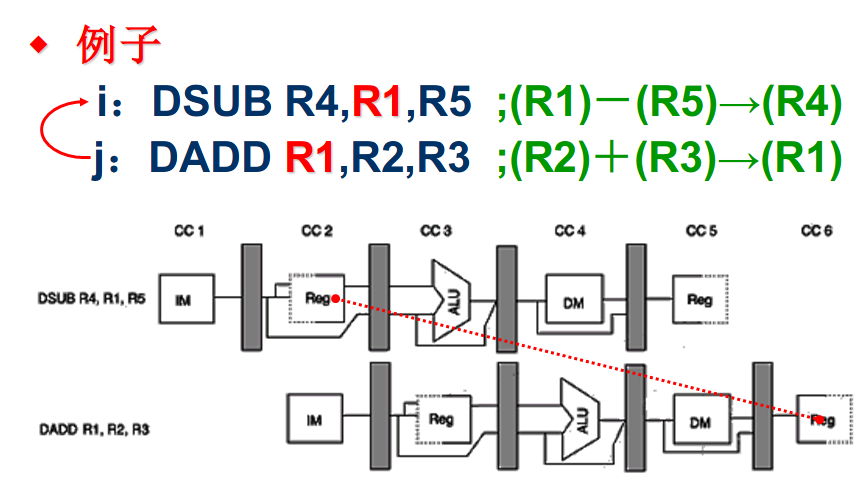 ◆ 例子
i：DSUB R4,R1,R5 ;(R1)－(R5)→(R4)
j：DADD R1,R2,R3 ;(R2)＋(R3)→(R1)
CC 1 CC 2 CC 3 CC 4 CC 5 CC 6
DSUB R4, R1, R5 IM Reg ALU DM Reg
DADD R1, R2, R3 IM Reg ALU DM Reg